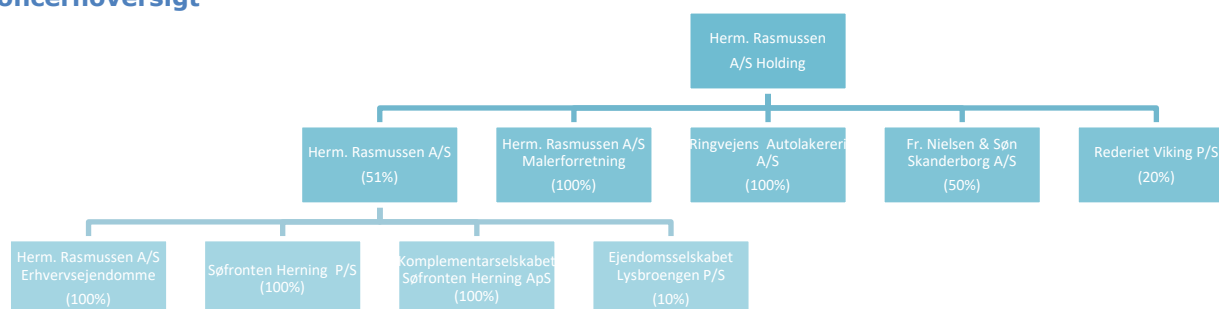 oncernoversigt
Herm. Rasmussen
A/S Holding
Herm. Rasmussen A/S
(51%)
Herm. Rasmussen A/S
Malerforretning
(100%)
Ringvejens Autolakereri
A/S
(100%)
Fr. Nielsen & Søn
Skanderborg A/S
(50%)
Rederiet Viking P/S
(20%)
Herm. Rasmussen A/S
Erhvervsejendomme
(100%)
Søfronten Herning P/S
(100%)
Komplementarselskabet
Søfronten Herning ApS
(100%)
Ejendomsselskabet
Lysbroengen P/S
(10%)